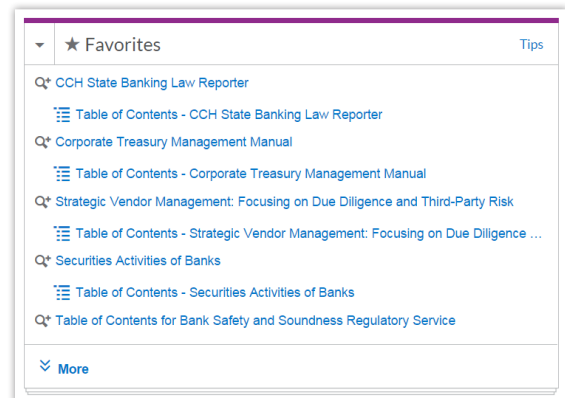 Favorites
Tips
CCH State Banking Law Reporter
Table of Contents - CCH State Banking Law Reporter
Corporate Treasury Management Manual
Table of Contents - Corporate Treasury Management Manual
Strategic Vendor Management: Focusing on Due Diligence and Third-Party Risk
Table of Contents - Strategic Vendor Management: Focusing on Due Diligence ...
Securities Activities of Banks
Table of Contents - Securities Activities of Banks
Table of Contents for Bank Safety and Soundness Regulatory Service
More